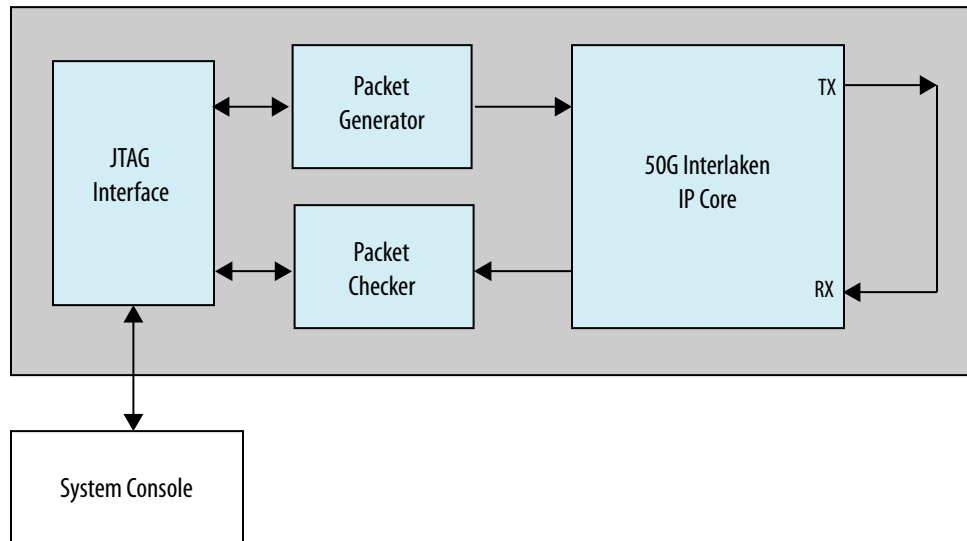 JTAG
Interface
Packet
Generator
Packet
Checker
50G Interlaken
IP Core
TX
RX
System Console